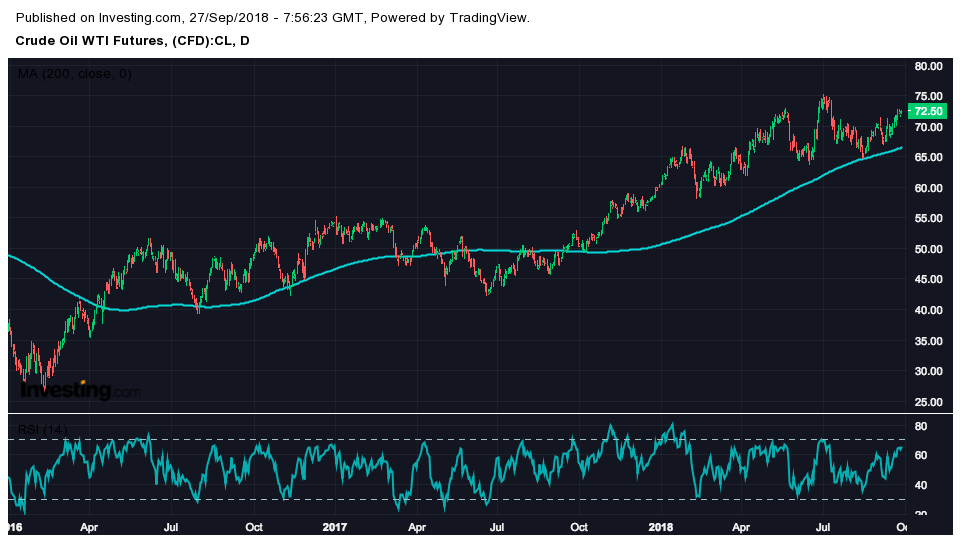 Published on Investing.com, 27/Sep/2018 - 7:56:23 GMT, Powered by TradingView.
Crude Oil WTI Futures, (CFD):CL, D
MA (200, close, 0)
80.00
75.00
72.50
70.00
65.00
60.00
55.00
50.00
45.00
40.00
35.00
30.00
25.00
Investing.com
RSI (14)
80
60
40
20
16 Apr Jul Oct 2017 Apr Jul Oct 2018 Apr Jul Oc